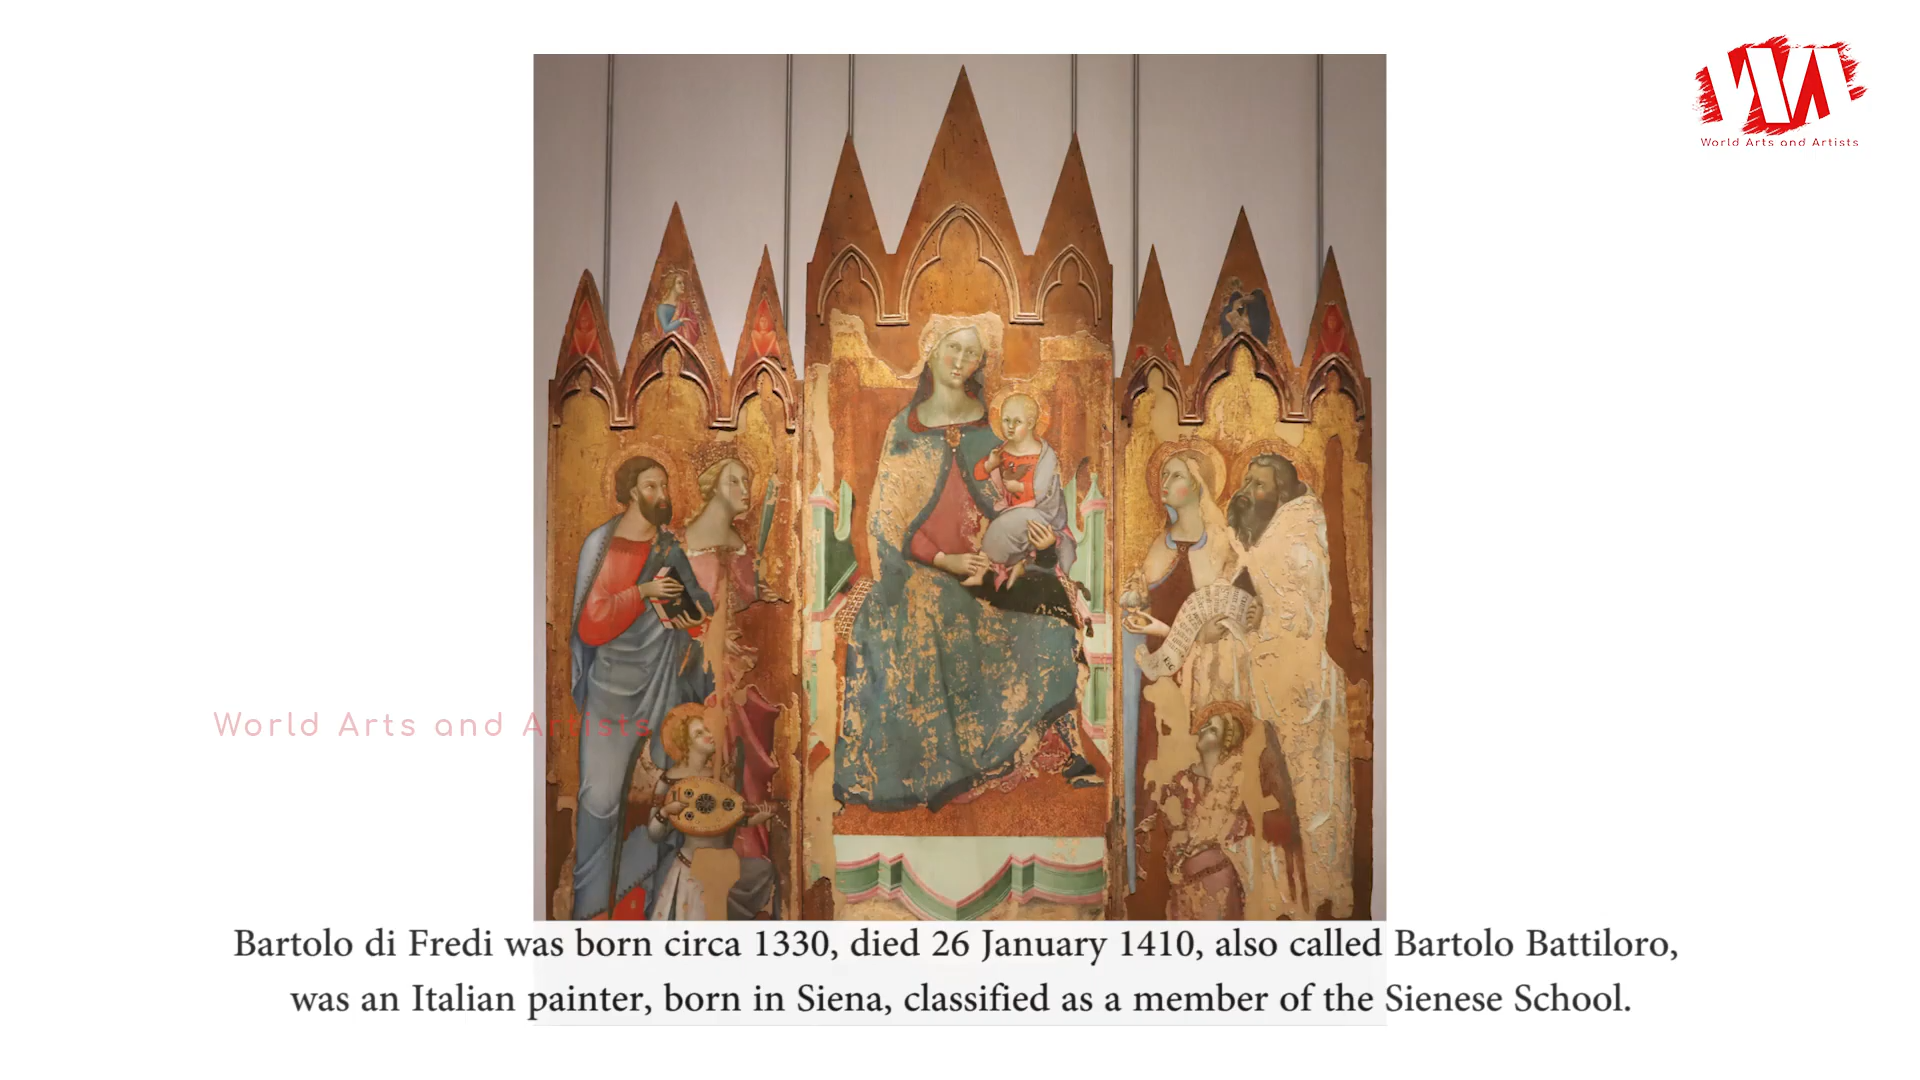 World Arts and Artists
World Arts and Artists
Bartolo di Fredi was born circa 1330, died 26 January 1410, also called Bartolo Battiloro,
was an Italian painter, born in Siena, classified as a member of the Sienese School.